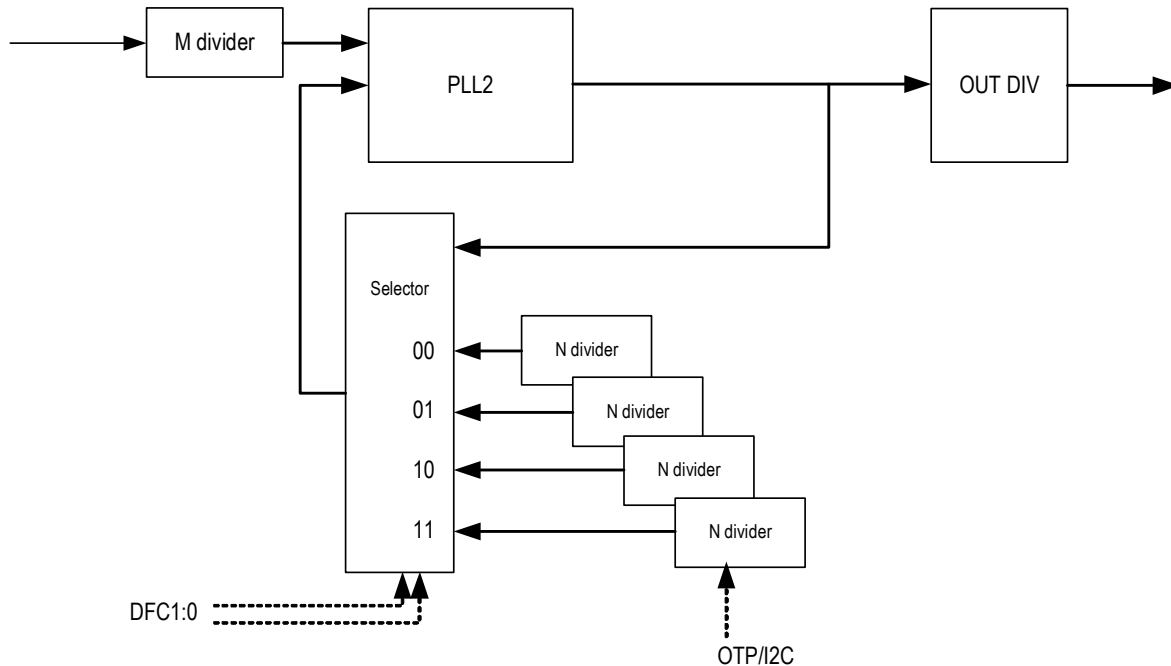 M divider
PLL2
OUT DIV
Selector
00
N divider
01
N divider
10
N divider
11
N divider
DFC1:0
OTP/I2C